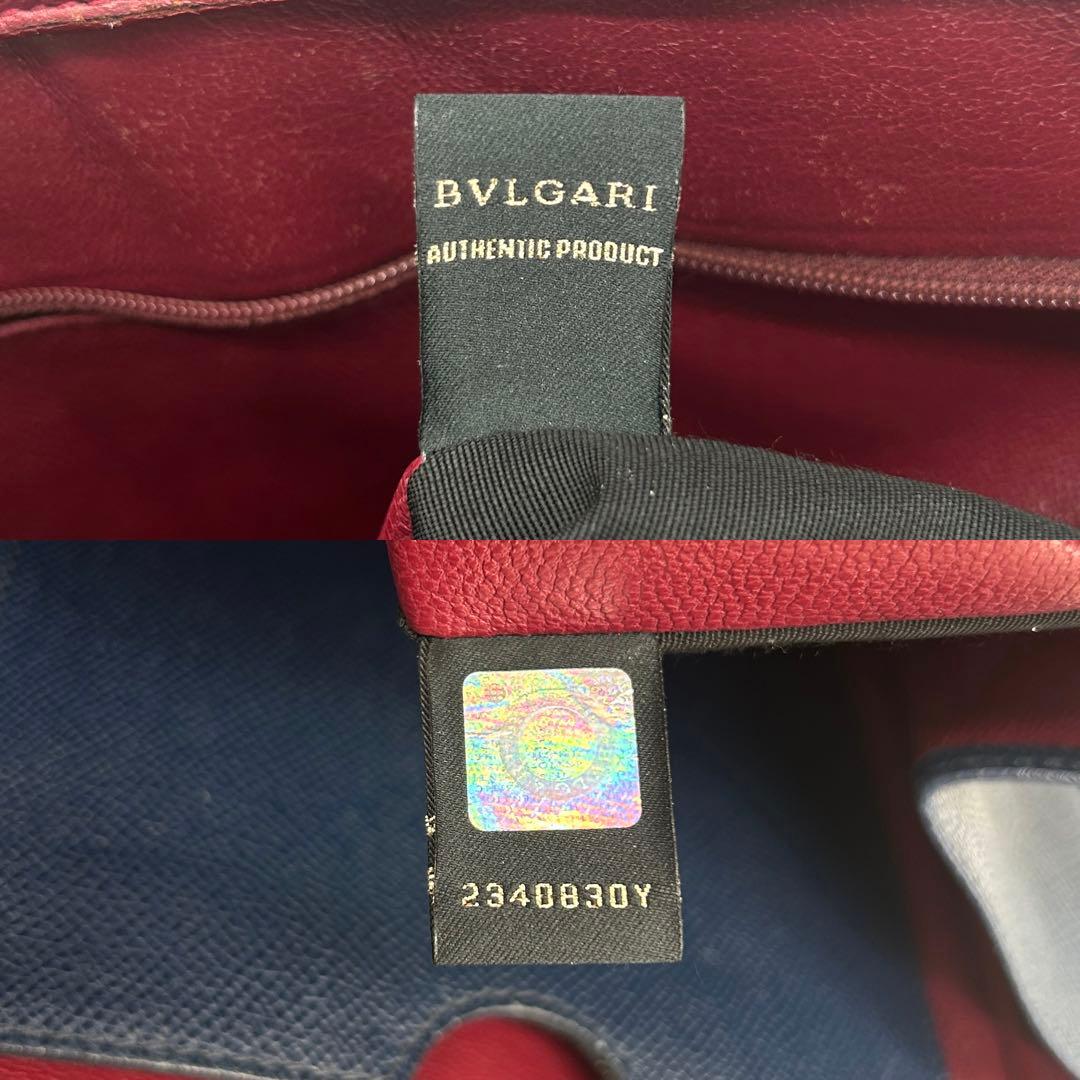 BVLGARI
AUTHENTIC PRODUCT
2340830Y